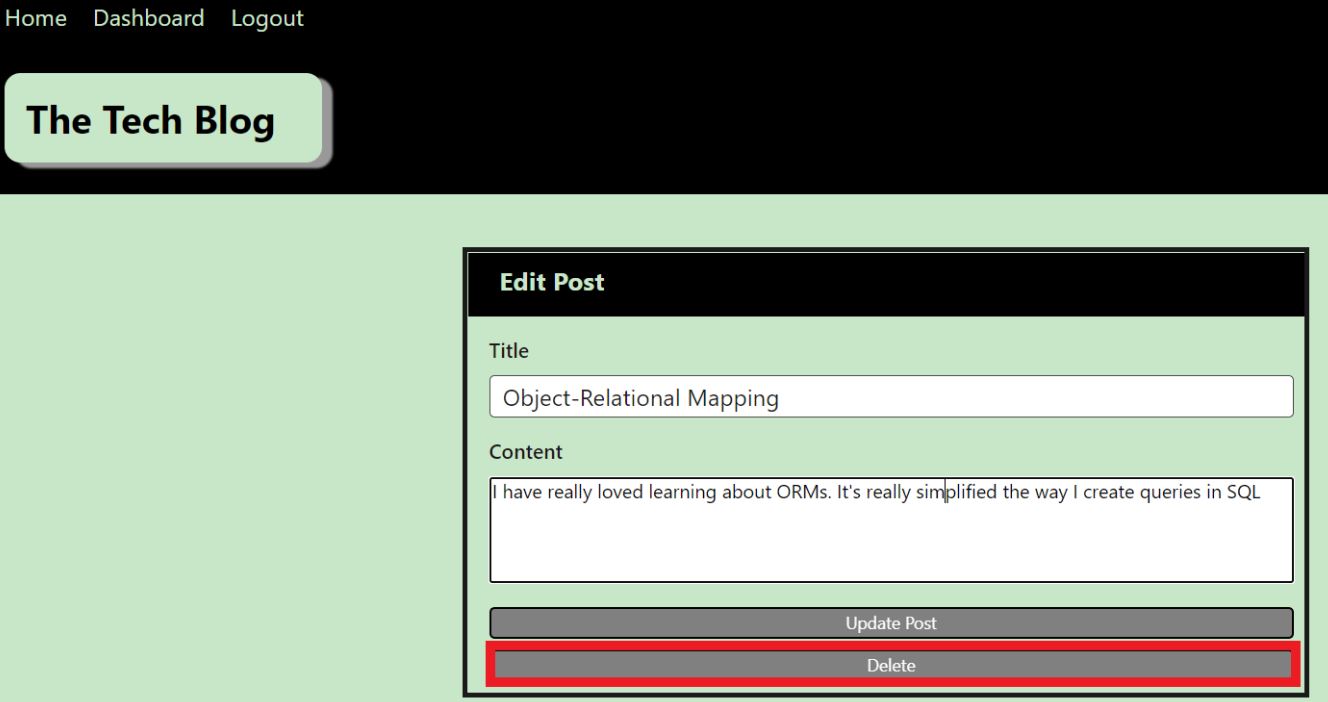 Home Dashboard Logout
The Tech Blog
Edit Post
Title
Object-Relational Mapping
Content
I have really loved learning about ORMs. It's really simplified the way I create queries in SQL
Update Post
Delete